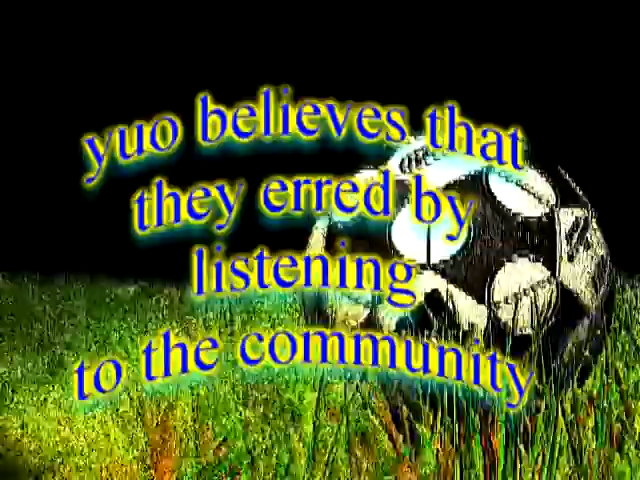 yuo believes that
they erred by
listening
to the community